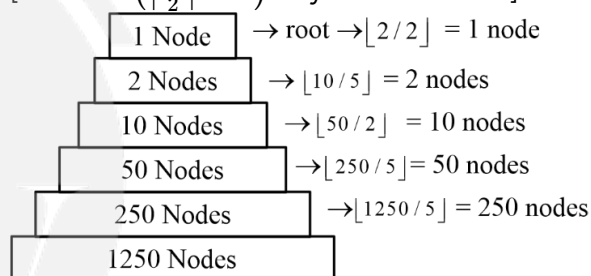 1 Node → root → ⌊2/2⌋ = 1 node
2 Nodes → ⌊10/5⌋ = 2 nodes
10 Nodes → ⌊50/2⌋ = 10 nodes
50 Nodes → ⌊250/5⌋ = 50 nodes
250 Nodes → ⌊1250/5⌋ = 250 nodes
1250 Nodes